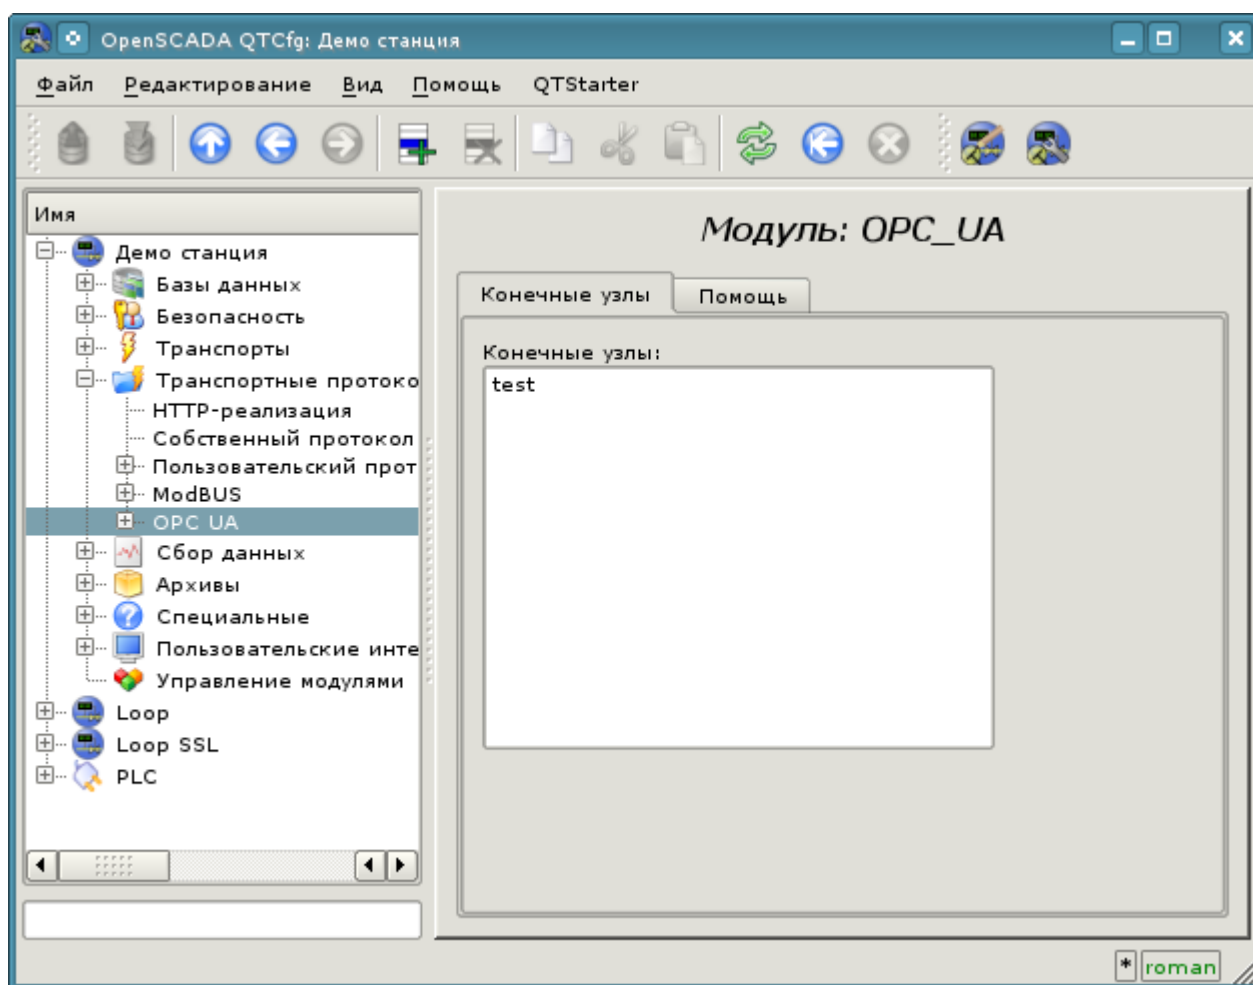 OpenSCADA QTCfg: Демо станция
Файл Редактирование Вид Помощь QTStarter
Имя
Демо станция
Базы данных
Безопасность
Транспорты
Транспортные протоко
HTTP-реализация
Собственный протокол
Пользовательский прот
ModBUS
OPC UA
Сбор данных
Архивы
Специальные
Пользовательские инте
Управление модулями
Loop
Loop SSL
PLC
Модуль: OPC_UA
Конечные узлы Помощь
Конечные узлы:
test
* roman